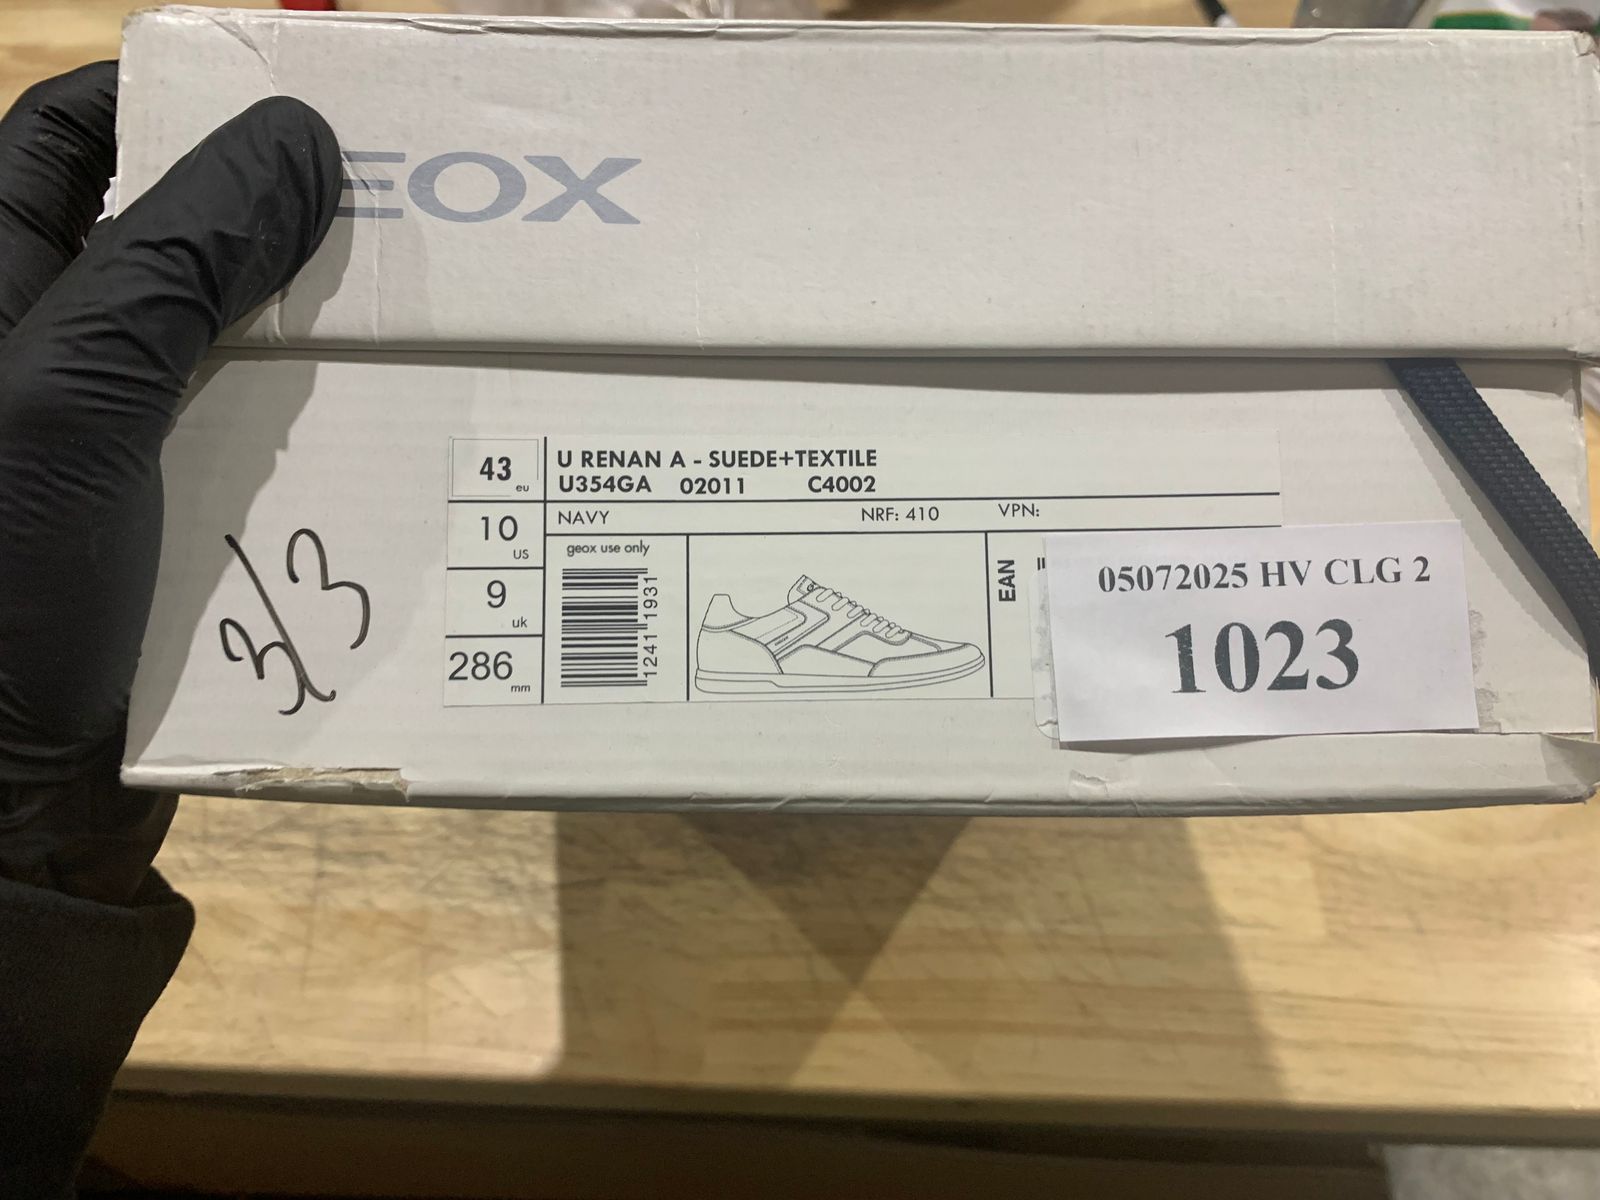 EOX
43 eu
U RENAN A - SUEDE+TEXTILE
U354GA 02011 C4002
10 US
NAVY NRF: 410 VPN:
9 uk
286 mm
geox use only
1241 1931
EAN
05072025 HV CLG 2
1023
3/3